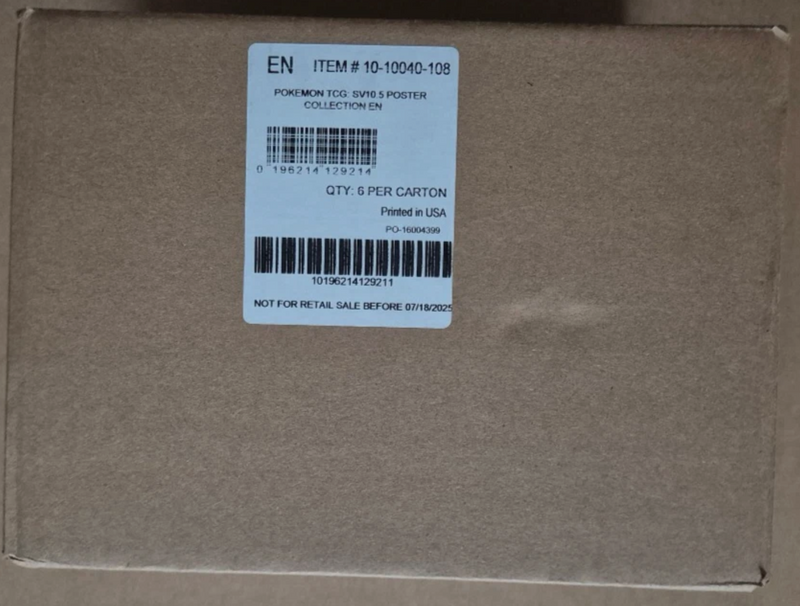 EN ITEM # 10-10040-108
POKEMON TCG: SV10.5 POSTER
COLLECTION EN
0 196214 129214
QTY: 6 PER CARTON
Printed in USA
PO-16004399
10196214129211
NOT FOR RETAIL SALE BEFORE 07/18/2025